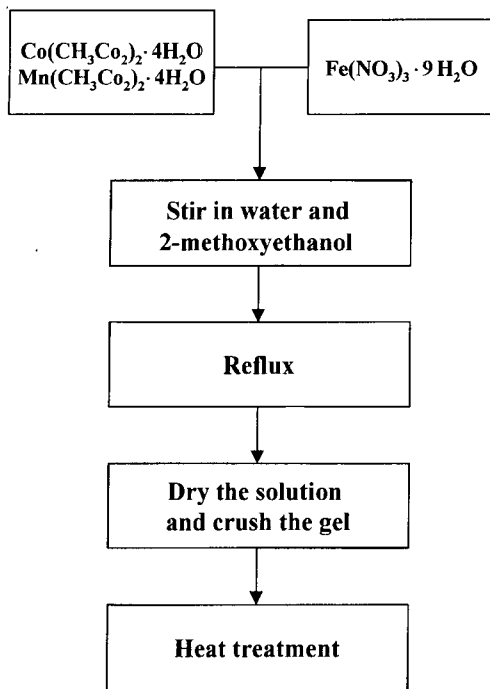 Co(CH₃Co₂)₂·4H₂O
Mn(CH₃Co₂)₂·4H₂O
Fe(NO₃)₃·9H₂O
Stir in water and
2-methoxyethanol
Reflux
Dry the solution
and crush the gel
Heat treatment